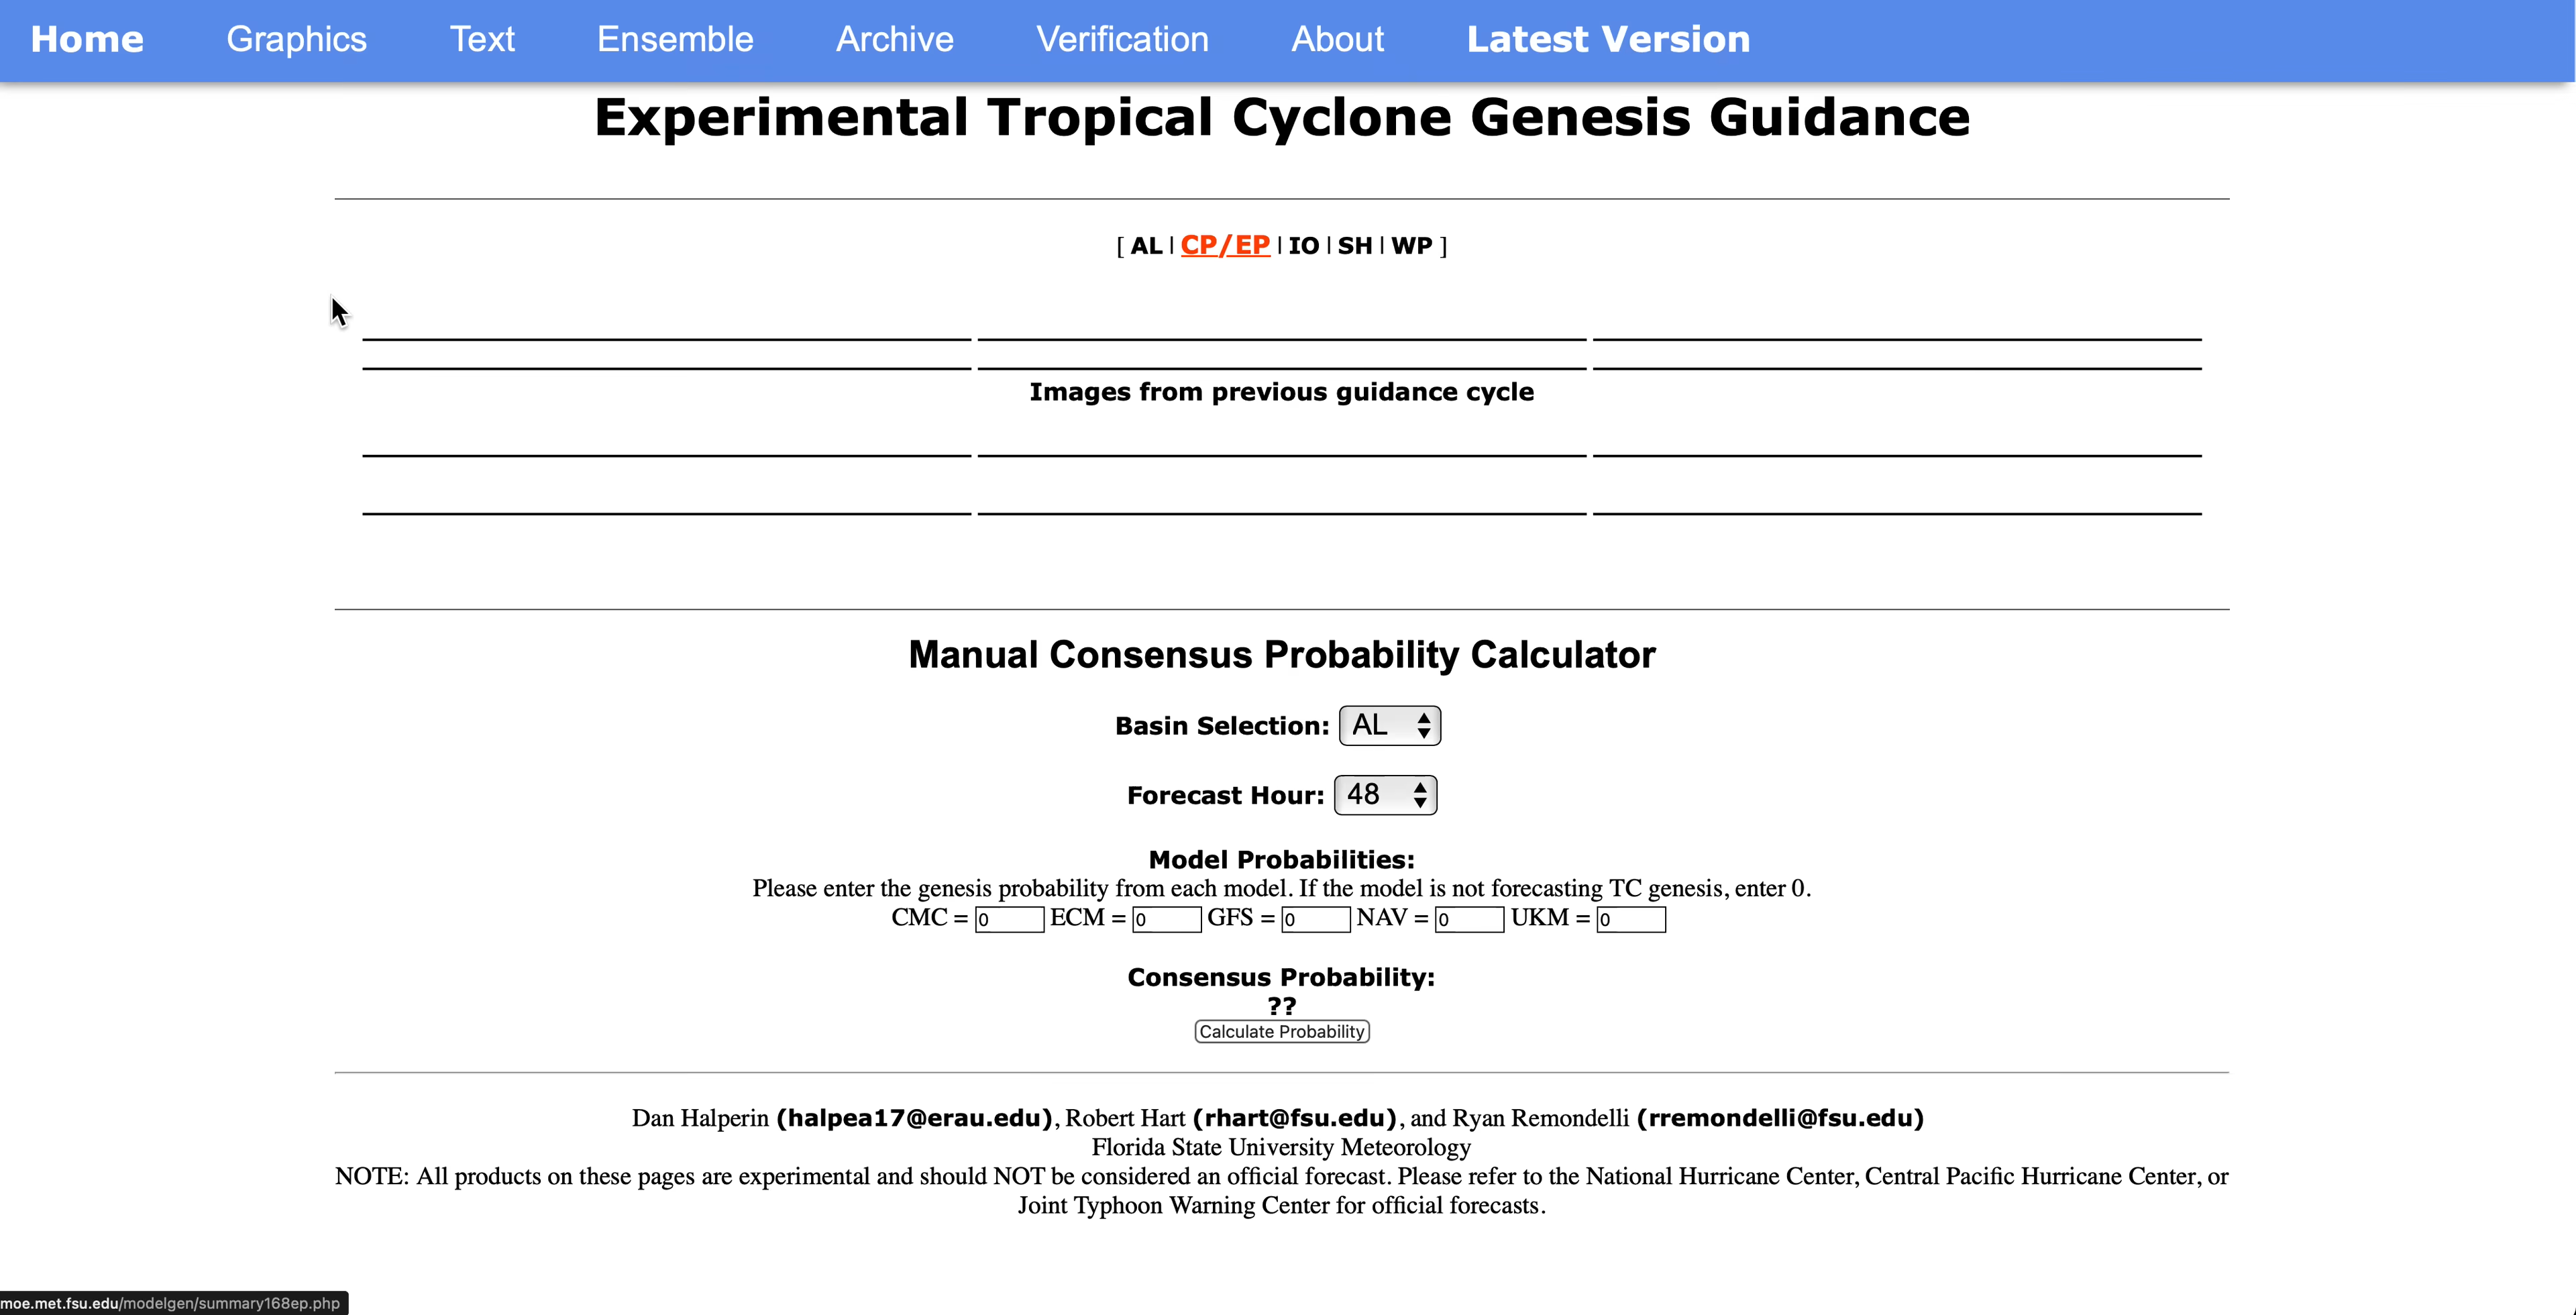 Home Graphics Text Ensemble Archive Verification About Latest Version
Experimental Tropical Cyclone Genesis Guidance
[ AL | CP/EP | IO | SH | WP ]
Images from previous guidance cycle
Manual Consensus Probability Calculator
Basin Selection: AL
Forecast Hour: 48
Model Probabilities:
Please enter the genesis probability from each model. If the model is not forecasting TC genesis, enter 0.
CMC = 0 ECM = 0 GFS = 0 NAV = 0 UKM = 0
Consensus Probability:
??
Calculate Probability
Dan Halperin (halpea17@erau.edu), Robert Hart (rhart@fsu.edu), and Ryan Remondelli (rremondelli@fsu.edu)
Florida State University Meteorology
NOTE: All products on these pages are experimental and should NOT be considered an official forecast. Please refer to the National Hurricane Center, Central Pacific Hurricane Center, or
Joint Typhoon Warning Center for official forecasts.
moe.met.fsu.edu/modelgen/summary168ep.php